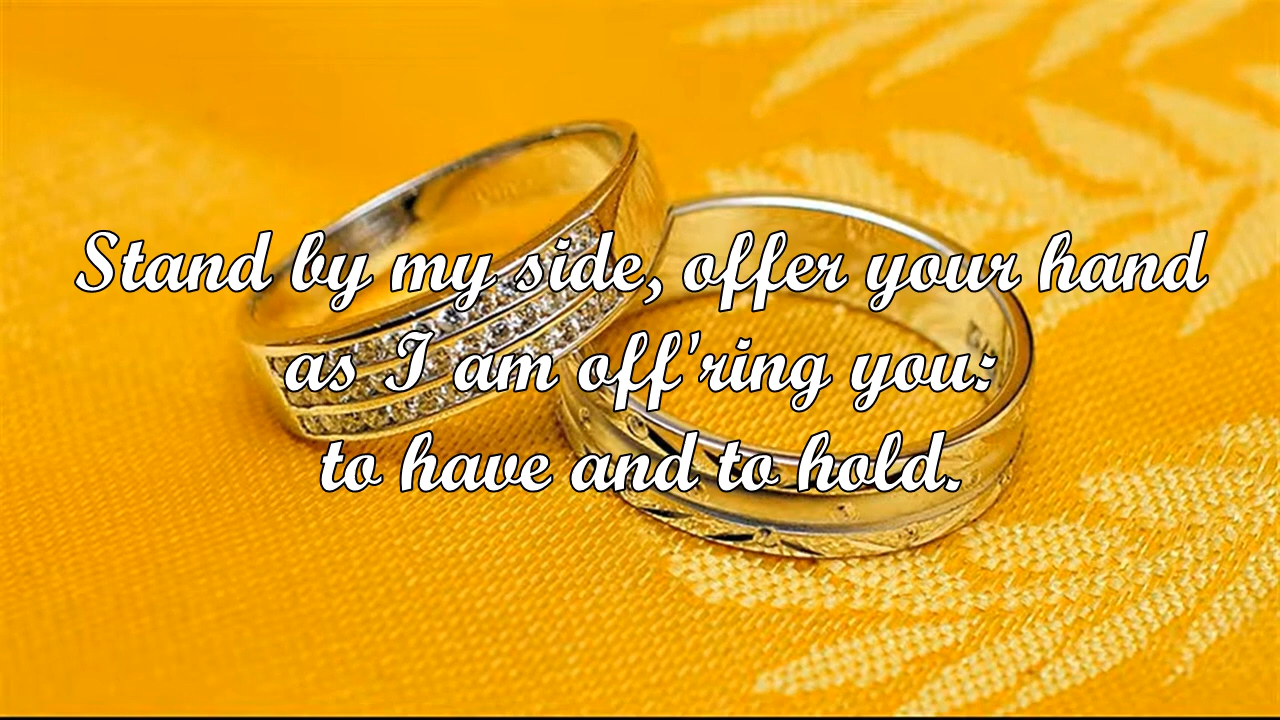 Stand by my side, offer your hand
as I am off'ring you:
to have and to hold.